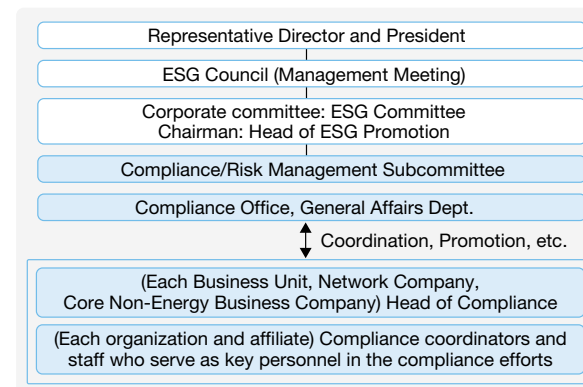 Representative Director and President
ESG Council (Management Meeting)
Corporate committee: ESG Committee
Chairman: Head of ESG Promotion
Compliance/Risk Management Subcommittee
Compliance Office, General Affairs Dept.
Coordination, Promotion, etc.
(Each Business Unit, Network Company,
Core Non-Energy Business Company) Head of Compliance
(Each organization and affiliate) Compliance coordinators and
staff who serve as key personnel in the compliance efforts